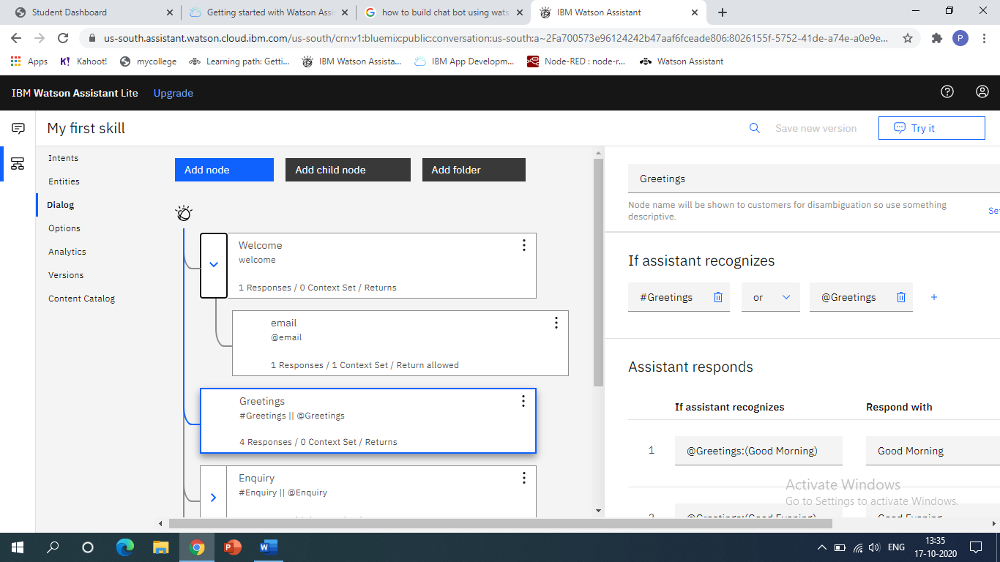 Student Dashboard
Getting started with Watson Assi
how to build chat bot using wats
IBM Watson Assistant
us-south.assistant.watson.cloud.ibm.com/us-south/crn:v1:bluemix:public:conversation:us-south:a~2Fa700573e96124242b47aaf6fceade806:8026155f-5752-41de-a74e-a0e9e...
P
Apps
K! Kahoot!
mycollege
Learning path: Getti...
IBM Watson Assista...
IBM App Developm...
Node-RED : node-r...
Watson Assistant
IBM Watson Assistant Lite
Upgrade
My first skill
Save new version
Try it
Intents
Entities
Dialog
Options
Analytics
Versions
Content Catalog
Add node
Add child node
Add folder
Welcome
welcome
1 Responses / 0 Context Set / Returns
email
@email
1 Responses / 1 Context Set / Return allowed
Greetings
#Greetings || @Greetings
4 Responses / 0 Context Set / Returns
Enquiry
#Enquiry || @Enquiry
Greetings
Node name will be shown to customers for disambiguation so use something
descriptive.
Set
If assistant recognizes
#Greetings
or
@Greetings
Assistant responds
If assistant recognizes
Respond with
1
@Greetings:(Good Morning)
Good Morning
Activate Windows
Go to Settings to activate Windows.
2
@Greetings:(Good Evening)
Good Evening
ENG
13:35
17-10-2020